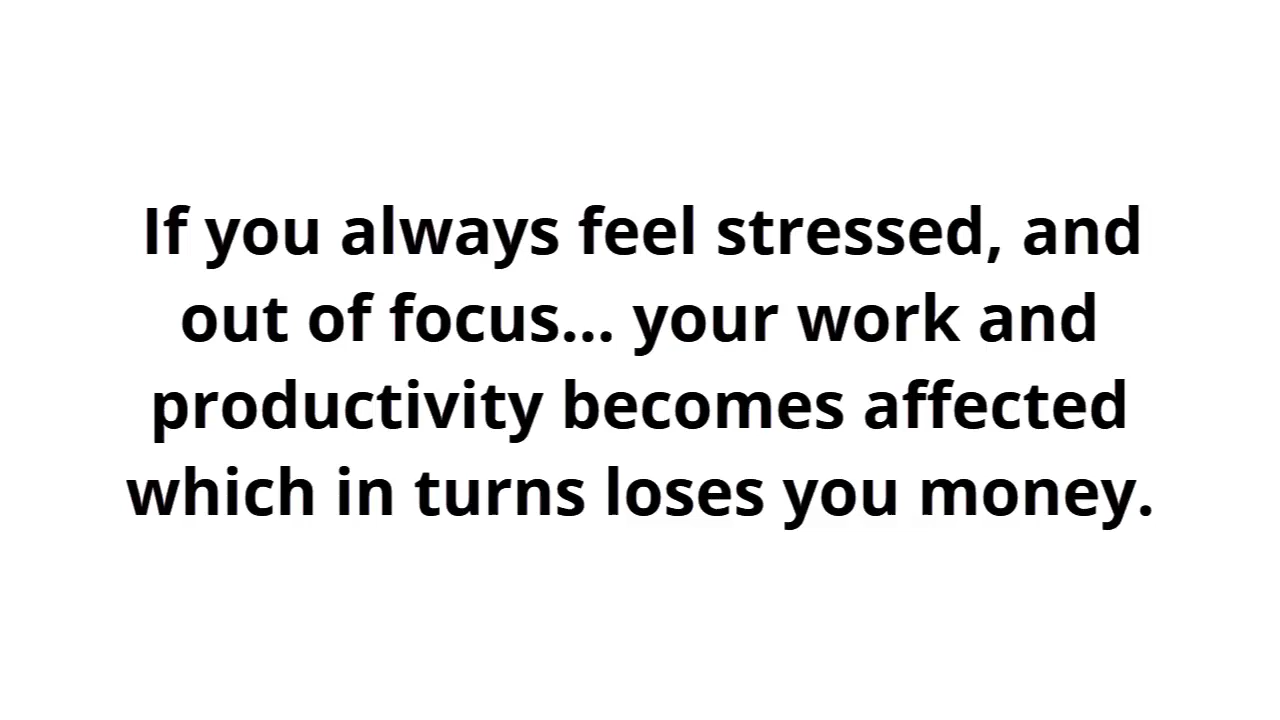 If you always feel stressed, and
out of focus... your work and
productivity becomes affected
which in turns loses you money.